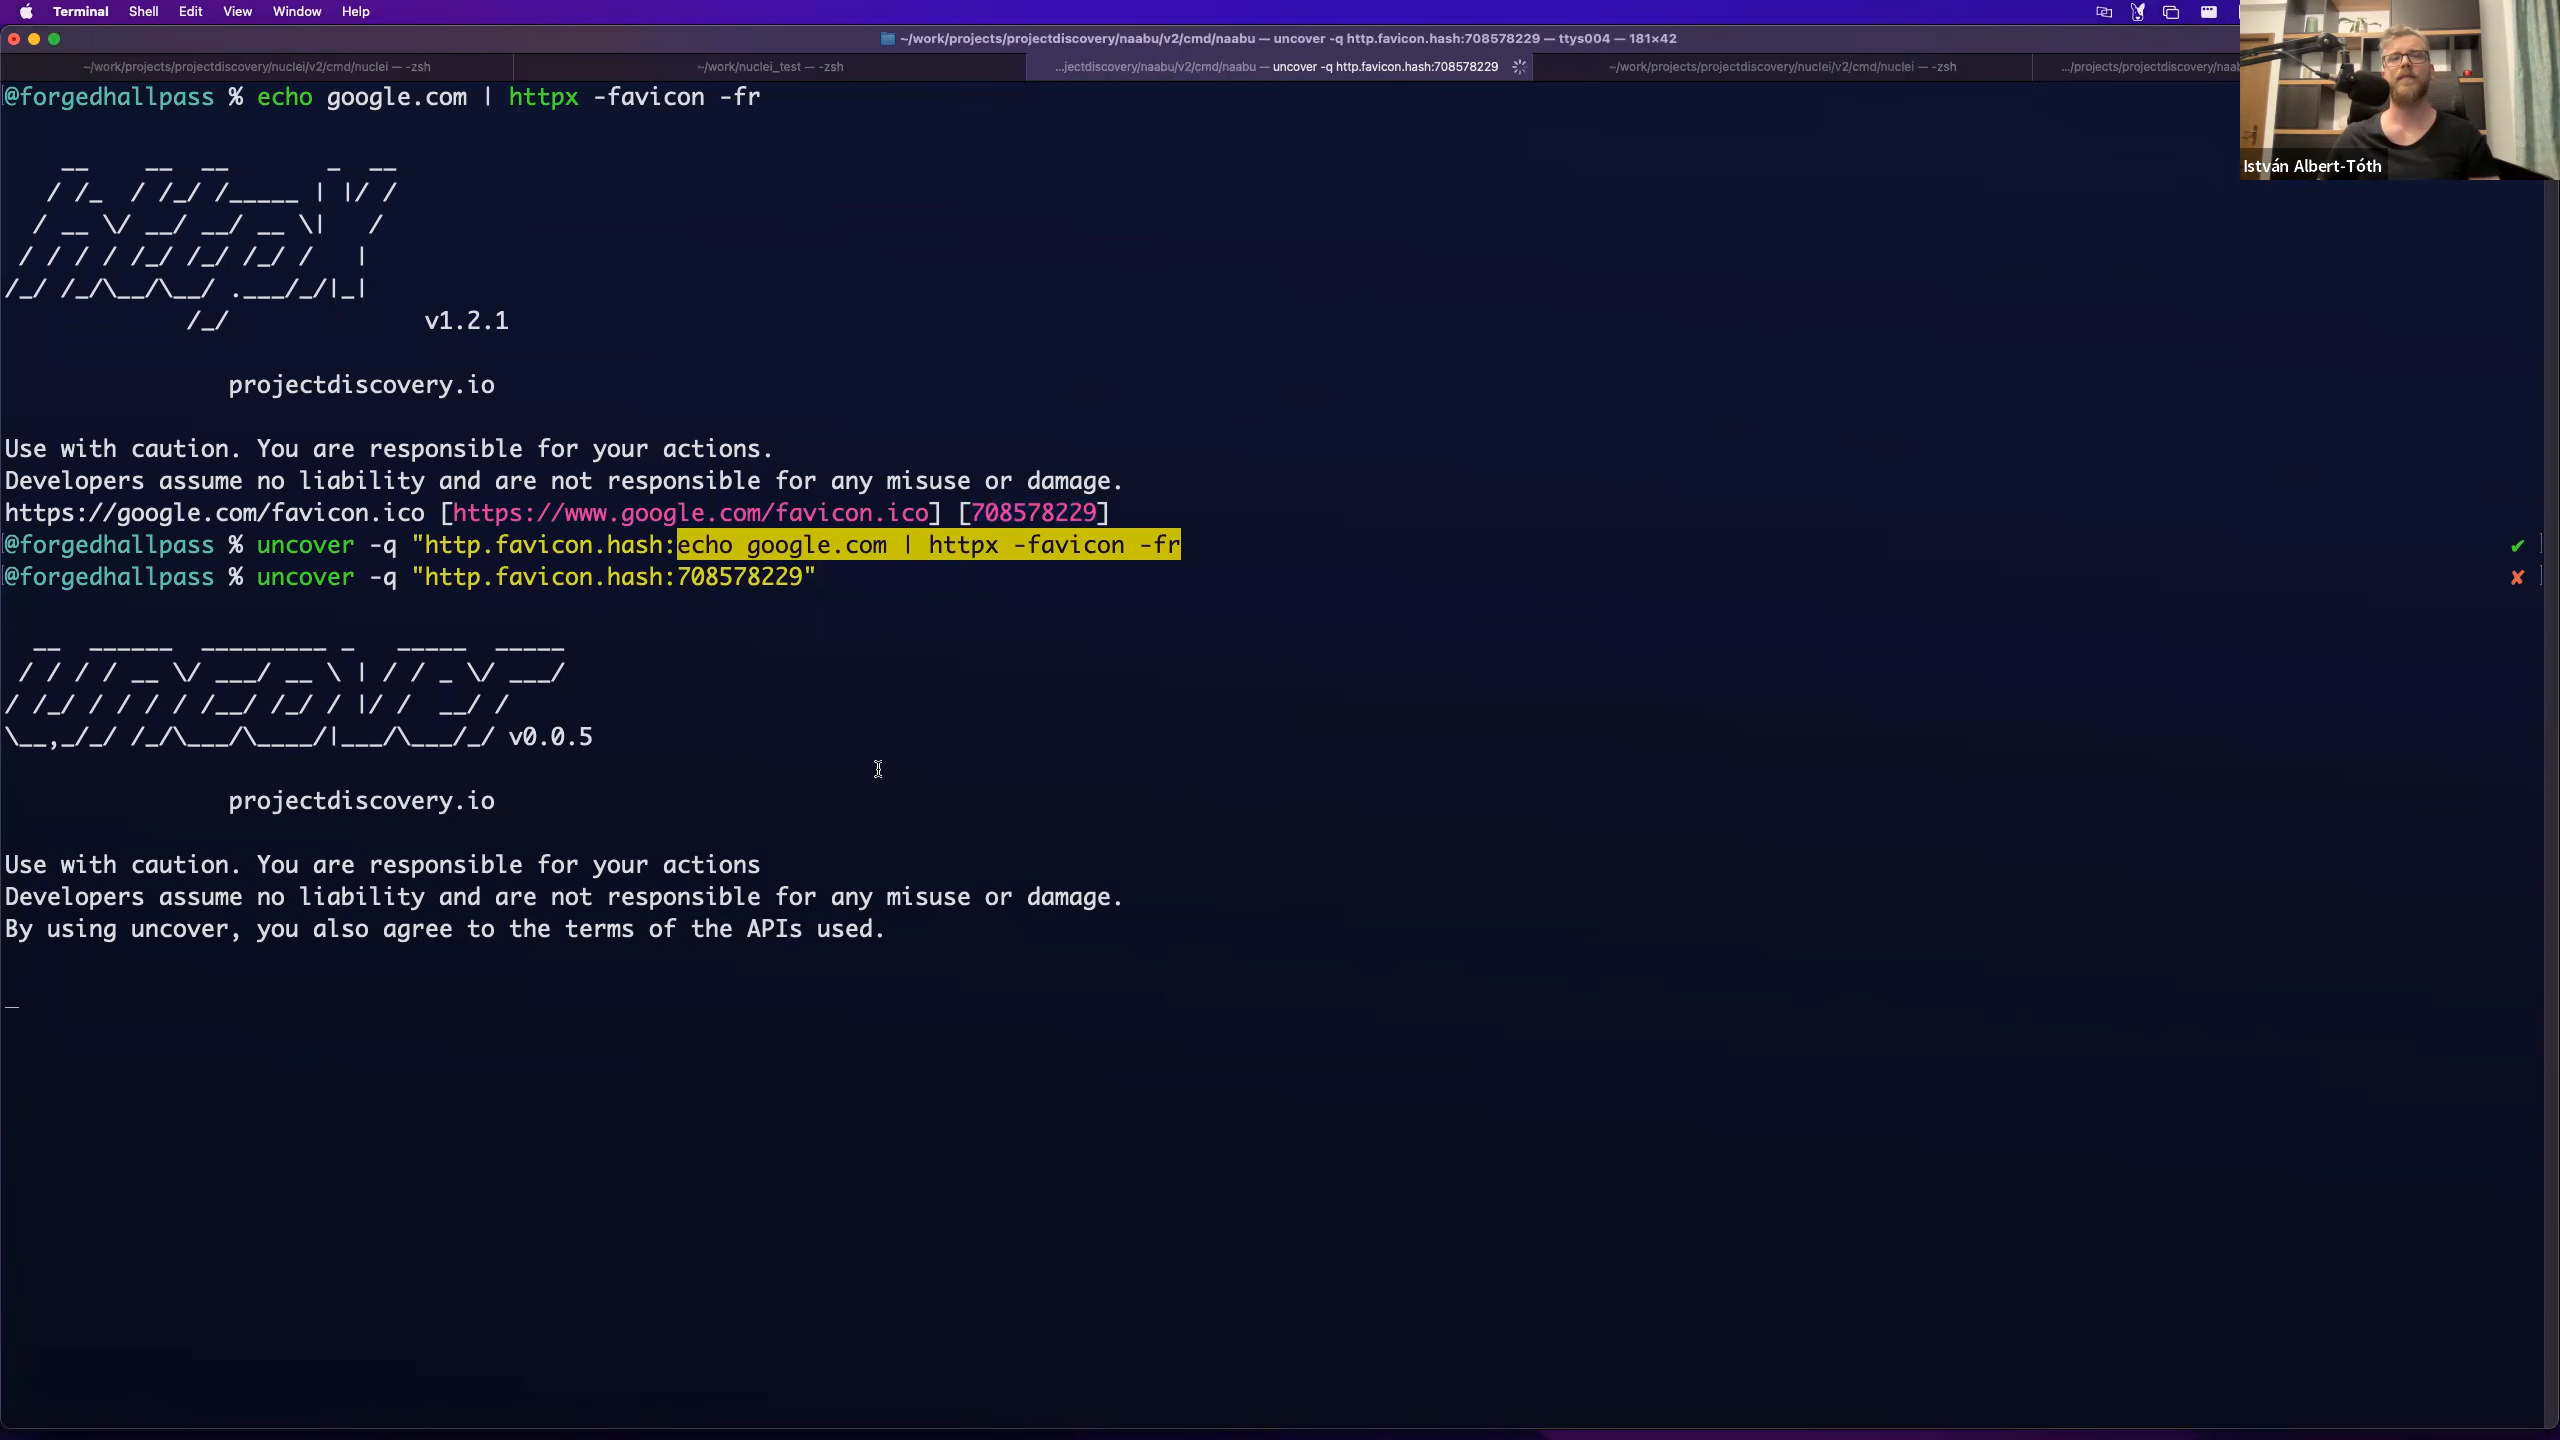 Terminal Shell Edit View Window Help
~/work/projects/projectdiscovery/naabu/v2/cmd/naabu — uncover -q http.favicon.hash:708578229 — ttys004 — 181×42
~/work/projects/projectdiscovery/nuclei/v2/cmd/nuclei — -zsh
~/work/nuclei_test — -zsh
...jectdiscovery/naabu/v2/cmd/naabu — uncover -q http.favicon.hash:708578229
~/work/projects/projectdiscovery/nuclei/v2/cmd/nuclei — -zsh
.../projects/projectdiscovery/naab
István Albert-Tóth
@forgedhallpass % echo google.com | httpx -favicon -fr
httpx
v1.2.1
projectdiscovery.io
Use with caution. You are responsible for your actions.
Developers assume no liability and are not responsible for any misuse or damage.
https://google.com/favicon.ico [https://www.google.com/favicon.ico] [708578229]
@forgedhallpass % uncover -q "http.favicon.hash:echo google.com | httpx -favicon -fr
@forgedhallpass % uncover -q "http.favicon.hash:708578229"
uncover v0.0.5
projectdiscovery.io
Use with caution. You are responsible for your actions
Developers assume no liability and are not responsible for any misuse or damage.
By using uncover, you also agree to the terms of the APIs used.